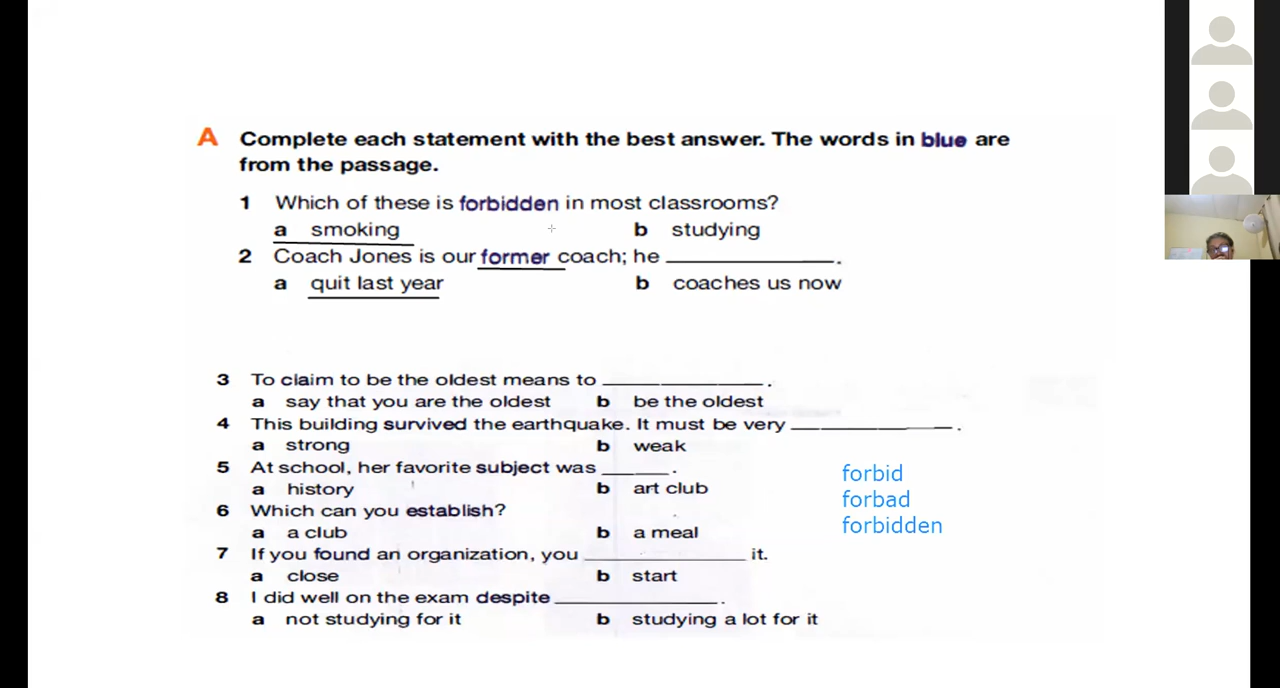 A Complete each statement with the best answer. The words in blue are
from the passage.
1 Which of these is forbidden in most classrooms?
a smoking b studying
2 Coach Jones is our former coach; he ____________.
a quit last year b coaches us now
3 To claim to be the oldest means to ____________.
a say that you are the oldest b be the oldest
4 This building survived the earthquake. It must be very ____________.
a strong b weak
5 At school, her favorite subject was _____.
a history b art club
6 Which can you establish?
a a club b a meal
7 If you found an organization, you ____________ it.
a close b start
8 I did well on the exam despite ____________.
a not studying for it b studying a lot for it
forbid
forbad
forbidden